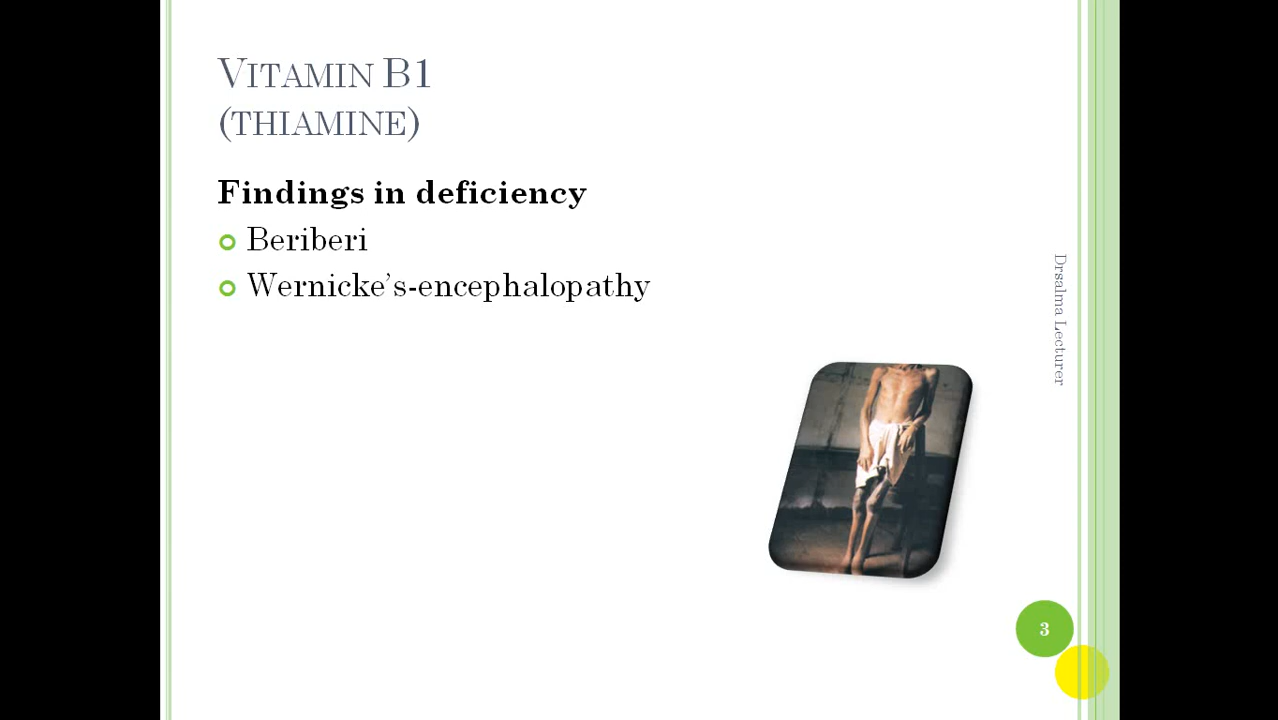 VITAMIN B1
(THIAMINE)
Findings in deficiency
Beriberi
Wernicke's-encephalopathy
Drsalma Lecturer
3